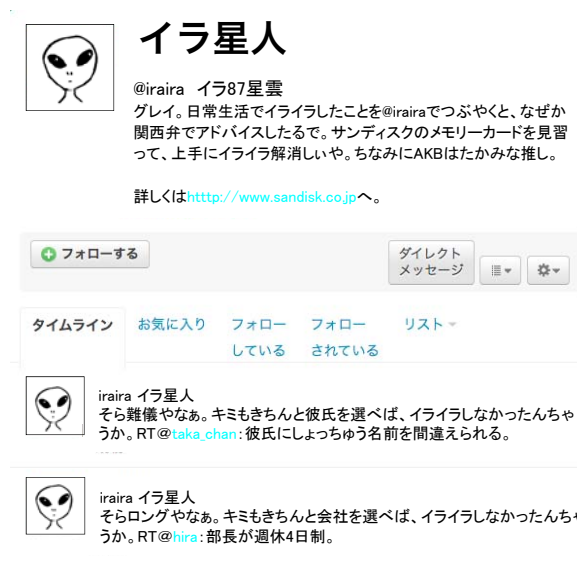 イラ星人
@iraira イラ87星雲
グレイ。日常生活でイライラしたことを@irairaでつぶやくと、なぜか
関西弁でアドバイスしたるで。サンディスクのメモリーカードを見習
って、上手にイライラ解消しぃや。ちなみにAKBはたかみな推し。
詳しくはhtttp://www.sandisk.co.jpへ。
フォローする
ダイレクト
メッセージ
タイムライン お気に入り フォロー フォロー リスト
している されている
iraira イラ星人
そら難儀やなぁ。キミもきちんと彼氏を選べば、イライラしなかったんちゃ
うか。RT@taka_chan：彼氏にしょっちゅう名前を間違えられる。
iraira イラ星人
そらロングやなぁ。キミもきちんと会社を選べば、イライラしなかったんちゃ
うか。RT@hira：部長が週休4日制。